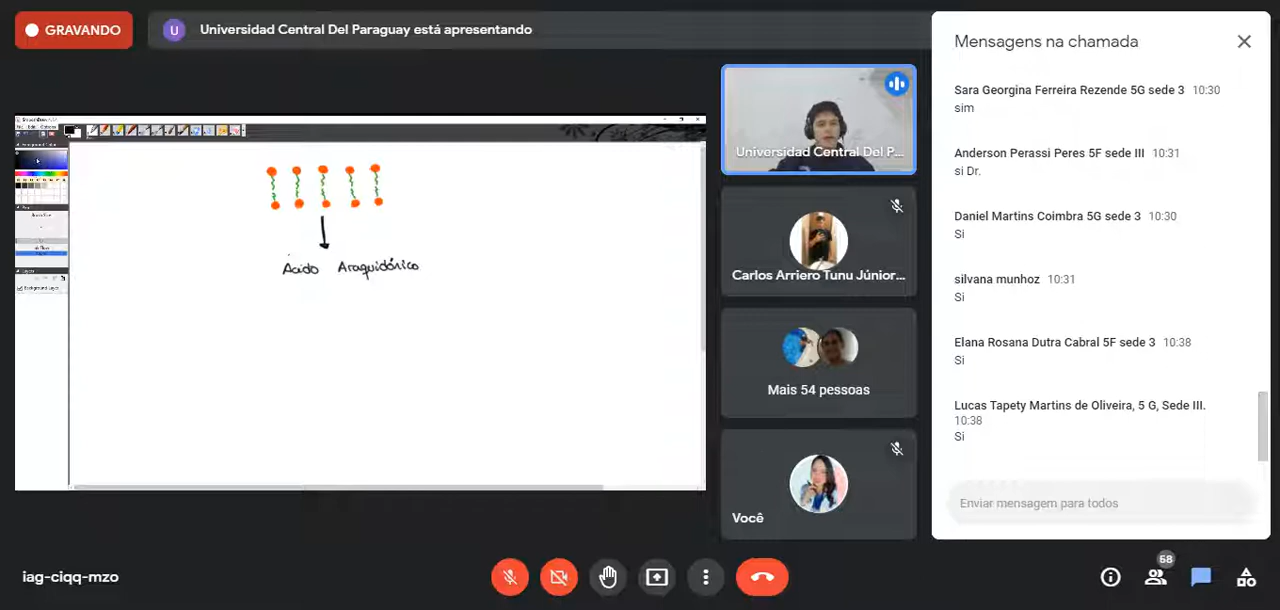 GRAVANDO
U
Universidad Central Del Paraguay está apresentando
Ácido Araquidónico
Universidad Central Del P...
Carlos Arriero Tunu Júnior...
Mais 54 pessoas
Você
Mensagens na chamada
Sara Georgina Ferreira Rezende 5G sede 3 10:30
sim
Anderson Perassi Peres 5F sede III 10:31
si Dr.
Daniel Martins Coimbra 5G sede 3 10:30
Si
silvana munhoz 10:31
Si
Elana Rosana Dutra Cabral 5F sede 3 10:38
Si
Lucas Tapety Martins de Oliveira, 5 G, Sede III.
10:38
Si
Enviar mensagem para todos
iag-ciqq-mzo
58